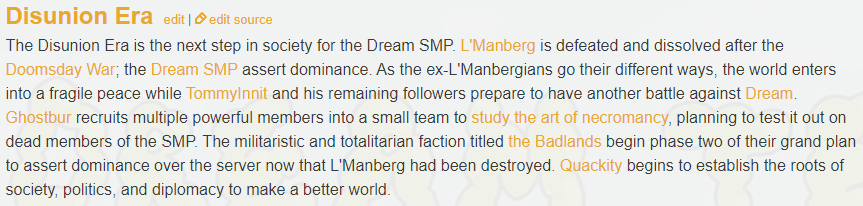 Disunion Era edit | edit source
The Disunion Era is the next step in society for the Dream SMP. L'Manberg is defeated and dissolved after the
Doomsday War; the Dream SMP assert dominance. As the ex-L'Manbergians go their different ways, the world enters
into a fragile peace while TommyInnit and his remaining followers prepare to have another battle against Dream.
Ghostbur recruits multiple powerful members into a small team to study the art of necromancy, planning to test it out on
dead members of the SMP. The militaristic and totalitarian faction titled the Badlands begin phase two of their grand plan
to assert dominance over the server now that L'Manberg had been destroyed. Quackity begins to establish the roots of
society, politics, and diplomacy to make a better world.